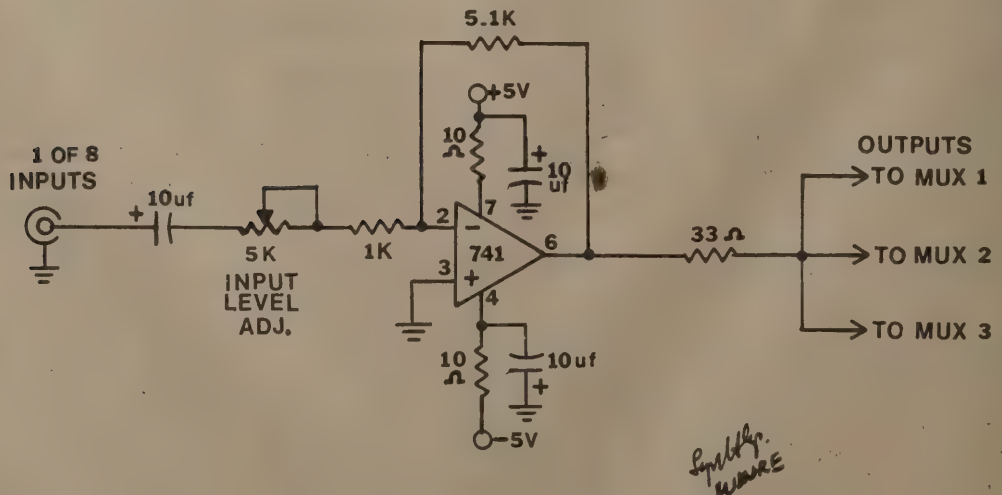 5.1K
+5V
10
Ω
+
10
uf
1 OF 8
INPUTS
+ 10uf
5K
INPUT
LEVEL
ADJ.
1K
2
-
7
741
3
+
4
6
33 Ω
OUTPUTS
TO MUX 1
TO MUX 2
TO MUX 3
10
Ω
10uf
+
-5V